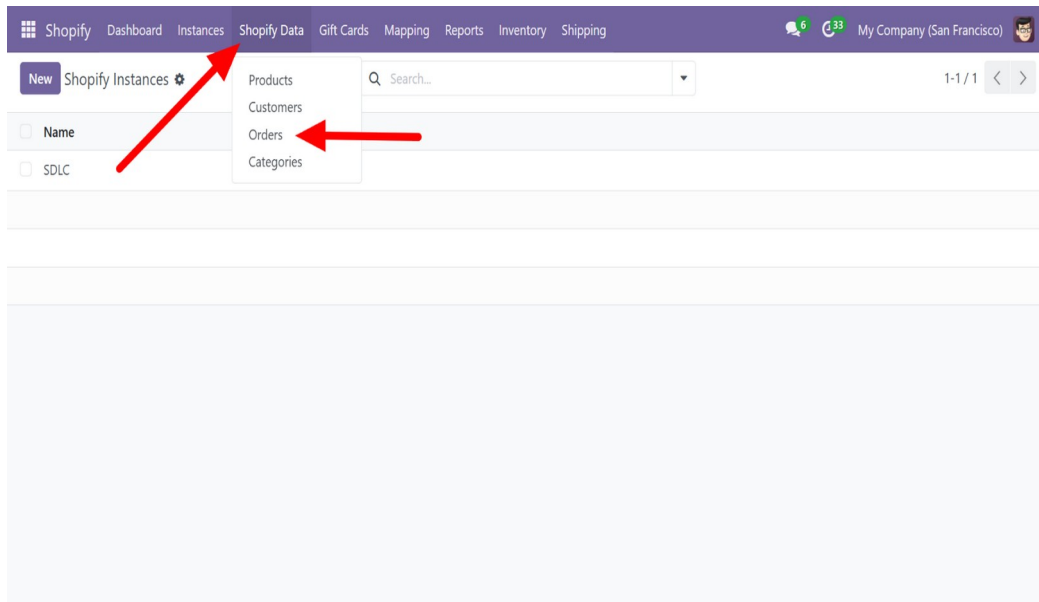 Shopify Dashboard Instances Shopify Data Gift Cards Mapping Reports Inventory Shipping 6 33 My Company (San Francisco)
New Shopify Instances Search... 1-1 / 1
Products
Customers
Name
Orders
SDLC
Categories